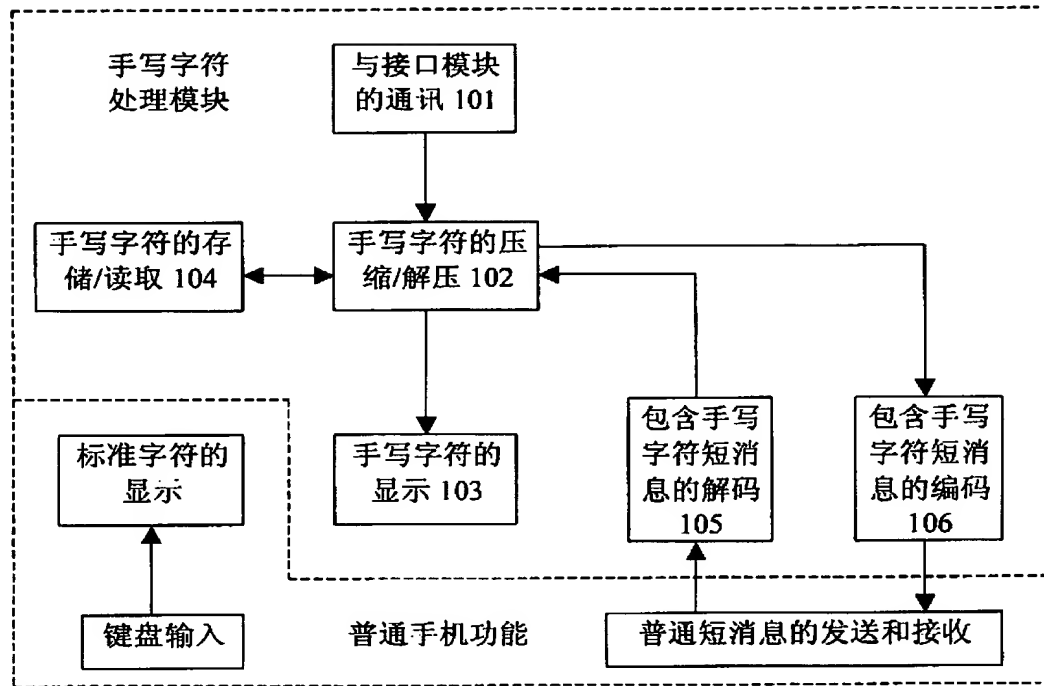 手写字符
处理模块
与接口模块
的通讯 101
手写字符的存
储/读取 104
手写字符的压
缩/解压 102
标准字符的
显示
手写字符的
显示 103
包含手写
字符短消
息的解码
105
包含手写
字符短消
息的编码
106
键盘输入
普通手机功能
普通短消息的发送和接收